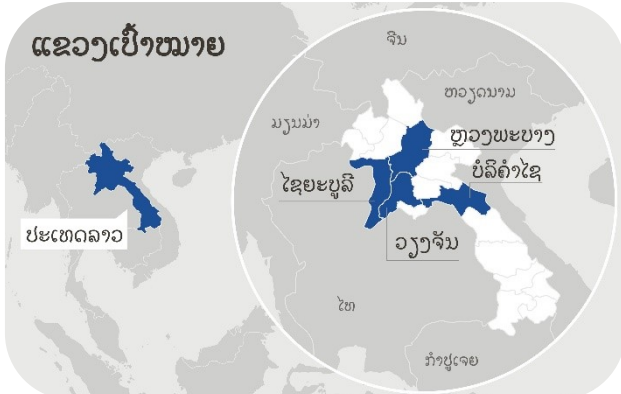 ແຂວງເປົ້າໝາຍ
ຈີນ
ຫວຽດນາມ
ມຽນມ່າ
ຫຼວງພະບາງ
ບໍລິຄຳໄຊ
ໄຊຍະບູລີ
ປະເທດລາວ
ວຽງຈັນ
ໄທ
ກຳປູເຈຍ